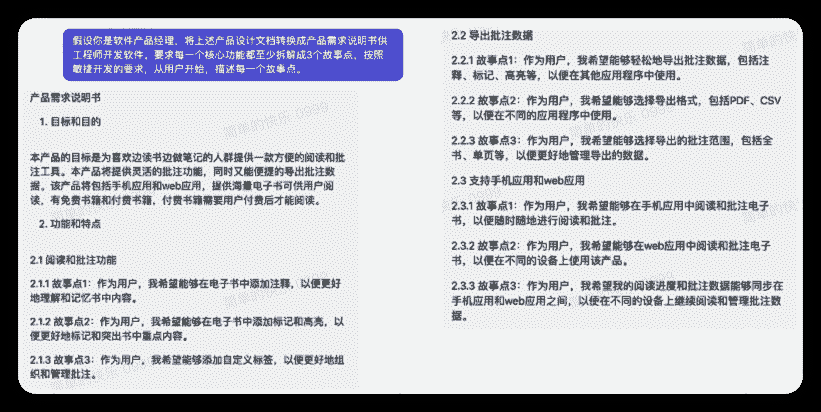 假设你是软件产品经理，将上述产品设计文档转换成产品需求说明书供
工程师开发软件，要求每一个核心功能都至少拆解成3个故事点、按照
敏捷开发的要求，从用户开始，描述每一个故事点。
产品需求说明书
1. 目标和目的
本产品的目标是为喜欢边读书边做笔记的人群提供一款方便的阅读和批
注工具。本产品将提供灵活的批注功能，同时又能便捷的导出批注数
据。该产品将包括手机应用和web应用，提供海量电子书可供用户阅
读，有免费书籍和付费书籍，付费书籍需要用户付费后才能阅读。
2. 功能和特点
2.1 阅读和批注功能
2.1.1 故事点1：作为用户，我希望能够在电子书中添加注释，以便更好
地理解和记忆书中内容。
2.1.2 故事点2：作为用户，我希望能够在电子书中添加标记和高亮，以
便更好地标记和突出书中重点内容。
2.1.3 故事点3：作为用户，我希望能够添加自定义标签，以便更好地组
织和管理批注。
2.2 导出批注数据
2.2.1 故事点1：作为用户，我希望能够轻松地导出批注数据，包括注
释、标记、高亮等，以便在其他应用程序中使用。
2.2.2 故事点2：作为用户，我希望能够选择导出格式，包括PDF、CSV
等，以便在不同的应用程序中使用。
2.2.3 故事点3：作为用户，我希望能够选择导出的批注范围，包括全
书、单页等，以便更好地管理导出的数据。
2.3 支持手机应用和web应用
2.3.1 故事点1：作为用户，我希望能够在手机应用中阅读和批注电子
书，以便随时随地进行阅读和批注。
2.3.2 故事点2：作为用户，我希望能够在web应用中阅读和批注电子
书，以便在不同的设备上使用该产品。
2.3.3 故事点3：作为用户，我希望我的阅读进度和批注数据能够同步在
手机应用和web应用之间，以便在不同的设备上继续阅读和管理批注数
据。